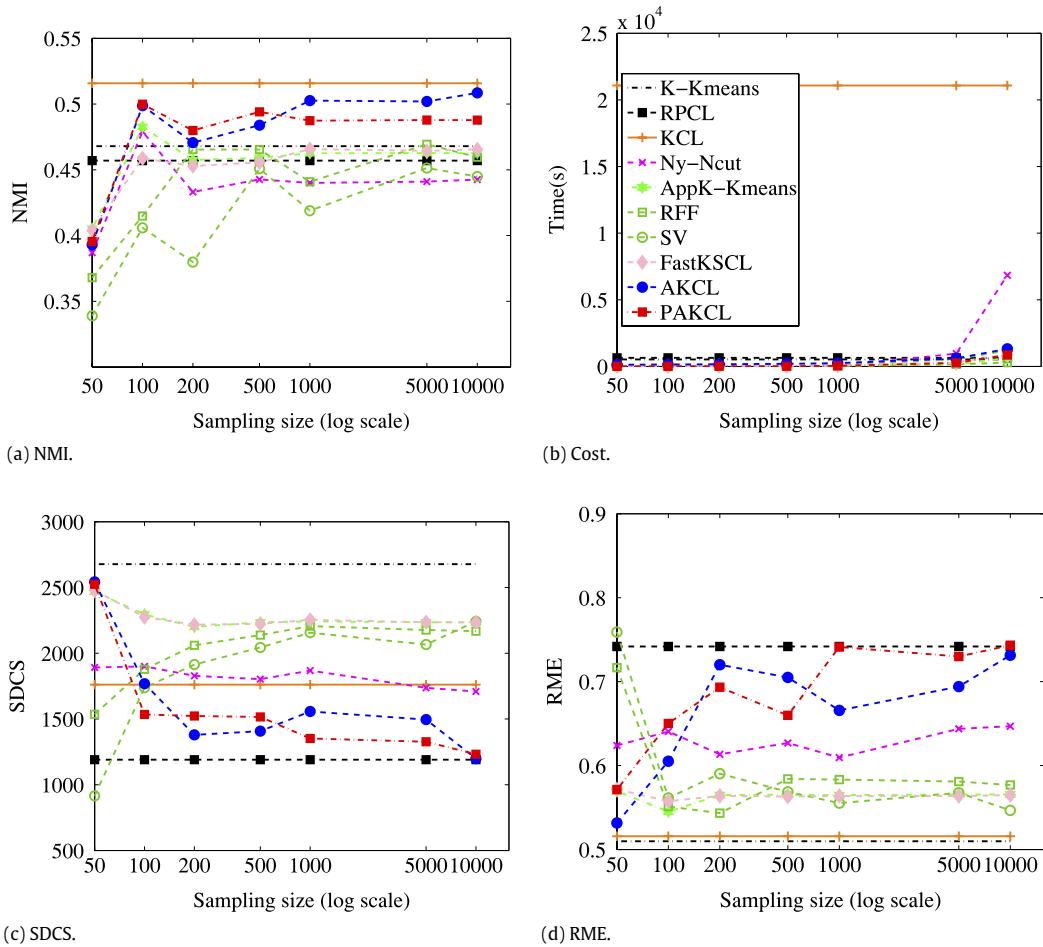 0.55
0.5
0.45
0.4
0.35
NMI
50 100 200 500 1000 5000 10000
Sampling size (log scale)
(a) NMI.
x 10^4
2.5
2
1.5
1
0.5
0
Time(s)
K-Kmeans
RPCL
KCL
Ny-Ncut
AppK-Kmeans
RFF
SV
FastKSCL
AKCL
PAKCL
50 100 200 500 1000 5000 10000
Sampling size (log scale)
(b) Cost.
3000
2500
2000
1500
1000
500
SDCS
50 100 200 500 1000 5000 10000
Sampling size (log scale)
(c) SDCS.
0.9
0.8
0.7
0.6
0.5
RME
50 100 200 500 1000 5000 10000
Sampling size (log scale)
(d) RME.